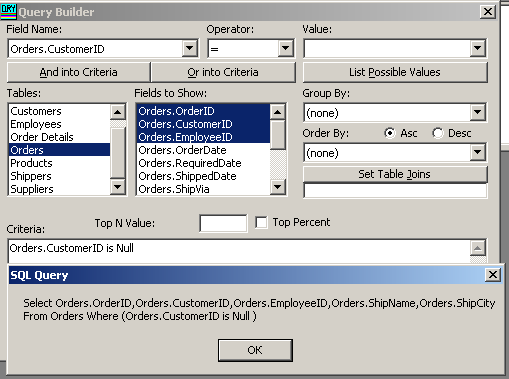 QRY Query Builder
Field Name: Operator: Value:
Orders.CustomerID =
And into Criteria Or into Criteria List Possible Values
Tables: Fields to Show: Group By:
Customers Orders.OrderID (none)
Employees Orders.CustomerID
Order Details Orders.EmployeeID Order By: Asc Desc
Orders Orders.OrderDate (none)
Products Orders.RequiredDate
Shippers Orders.ShippedDate Set Table Joins
Suppliers Orders.ShipVia
Criteria: Top N Value: Top Percent
Orders.CustomerID is Null
SQL Query
Select Orders.OrderID,Orders.CustomerID,Orders.EmployeeID,Orders.ShipName,Orders.ShipCity
From Orders Where (Orders.CustomerID is Null )
OK